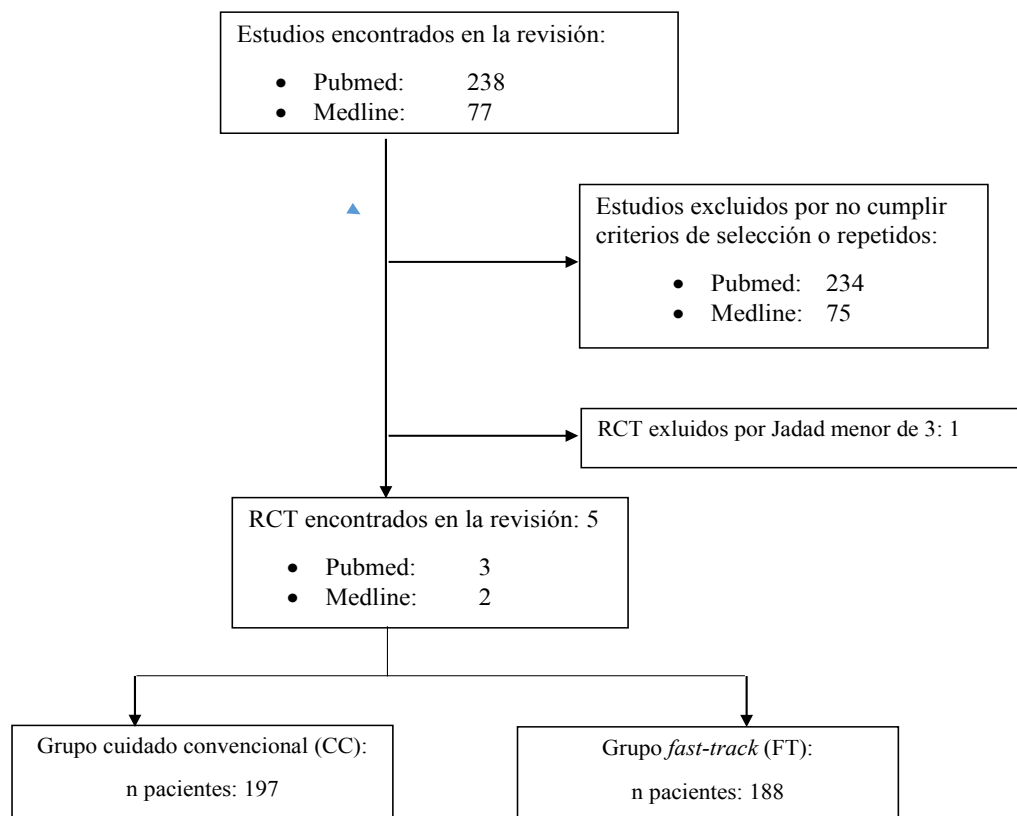 Estudios encontrados en la revisión:
• Pubmed: 238
• Medline: 77
Estudios excluidos por no cumplir
criterios de selección o repetidos:
• Pubmed: 234
• Medline: 75
RCT exluidos por Jadad menor de 3: 1
RCT encontrados en la revisión: 5
• Pubmed: 3
• Medline: 2
Grupo cuidado convencional (CC):
n pacientes: 197
Grupo fast-track (FT):
n pacientes: 188